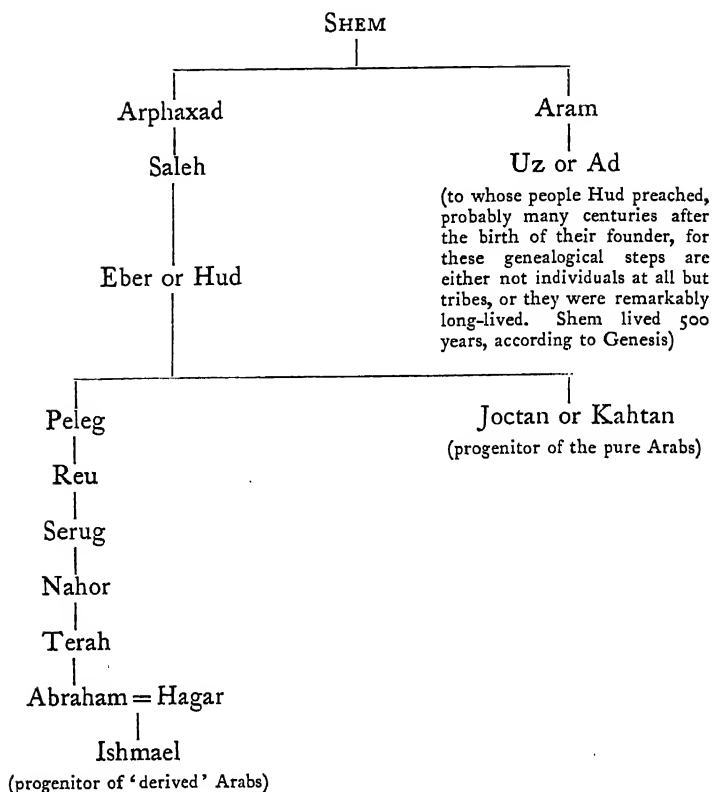 SHEM
Arphaxad Aram
Saleh Uz or Ad
(to whose people Hud preached,
probably many centuries after
the birth of their founder, for
these genealogical steps are
either not individuals at all but
tribes, or they were remarkably
long-lived. Shem lived 500
years, according to Genesis)
Eber or Hud
Peleg Joctan or Kahtan
(progenitor of the pure Arabs)
Reu
Serug
Nahor
Terah
Abraham = Hagar
Ishmael
(progenitor of ‘derived’ Arabs)